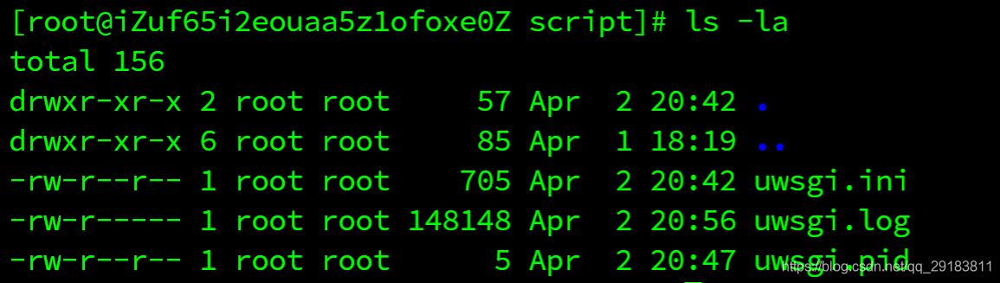 [root@iZuf65i2eouaa5z1ofoxe0Z script]# ls -la
total 156
drwxr-xr-x 2 root root     57 Apr  2 20:42 .
drwxr-xr-x 6 root root     85 Apr  1 18:19 ..
-rw-r--r-- 1 root root    705 Apr  2 20:42 uwsgi.ini
-rw-r----- 1 root root 148148 Apr  2 20:56 uwsgi.log
-rw-r--r-- 1 root root      5 Apr  2 20:47 uwsgi.pid
https://blog.csdn.net/qq_29183811